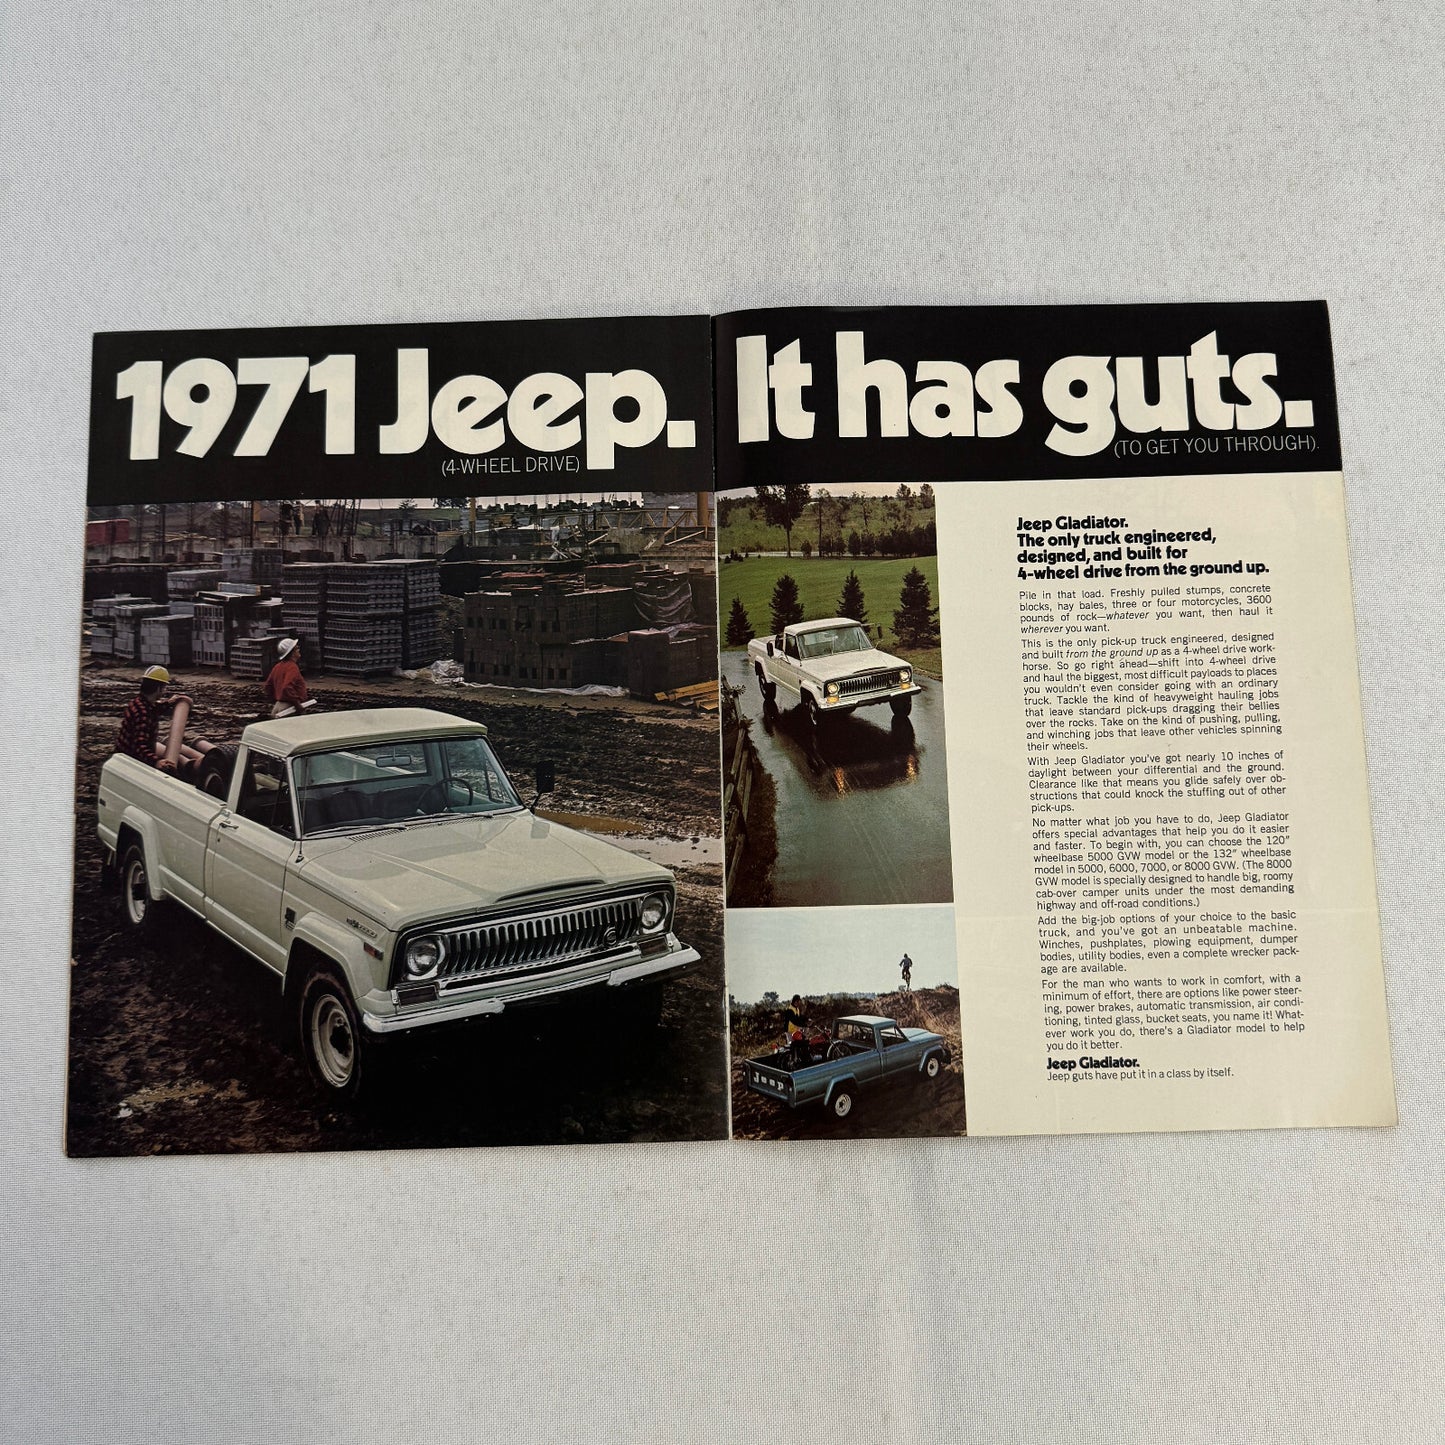 1971 Jeep. It has guts.
(4-WHEEL DRIVE)
(TO GET YOU THROUGH).
Jeep Gladiator.
The only truck engineered,
designed, and built for
4-wheel drive from the ground up.
Pile in that load. Freshly pulled stumps, concrete
blocks, hay bales, three or four motorcycles, 3600
pounds of rock—whatever you want, then haul it
wherever you want.
This is the only pick-up truck engineered, designed
and built from the ground up as a 4-wheel drive work-
horse. So go right ahead—shift into 4-wheel drive
and haul the biggest, most difficult payloads to places
you wouldn't even consider going with an ordinary
truck. Tackle the kind of heavyweight hauling jobs
that leave standard pick-ups dragging their bellies
over the rocks. Take on the kind of pushing, pulling,
and winching jobs that leave other vehicles spinning
their wheels.
With Jeep Gladiator you've got nearly 10 inches of
daylight between your differential and the ground.
Clearance like that means you glide safely over ob-
structions that could knock the stuffing out of other
pick-ups.
No matter what job you have to do, Jeep Gladiator
offers special advantages that help you do it easier
and faster. To begin with, you can choose the 120"
wheelbase 5000 GVW model or the 132" wheelbase
model in 5000, 6000, 7000, or 8000 GVW. (The 8000
GVW model is specially designed to handle big, roomy
cab-over camper units under the most demanding
highway and off-road conditions.)
Add the big-job options of your choice to the basic
truck, and you've got an unbeatable machine.
Winches, pushplates, plowing equipment, dumper
bodies, utility bodies, even a complete wrecker pack-
age are available.
For the man who wants to work in comfort, with a
minimum of effort, there are options like power steer-
ing, power brakes, automatic transmission, air condi-
tioning, tinted glass, bucket seats, you name it! What-
ever work you do, there's a Gladiator model to help
you do it better.
Jeep Gladiator.
Jeep guts have put it in a class by itself.
Jeep